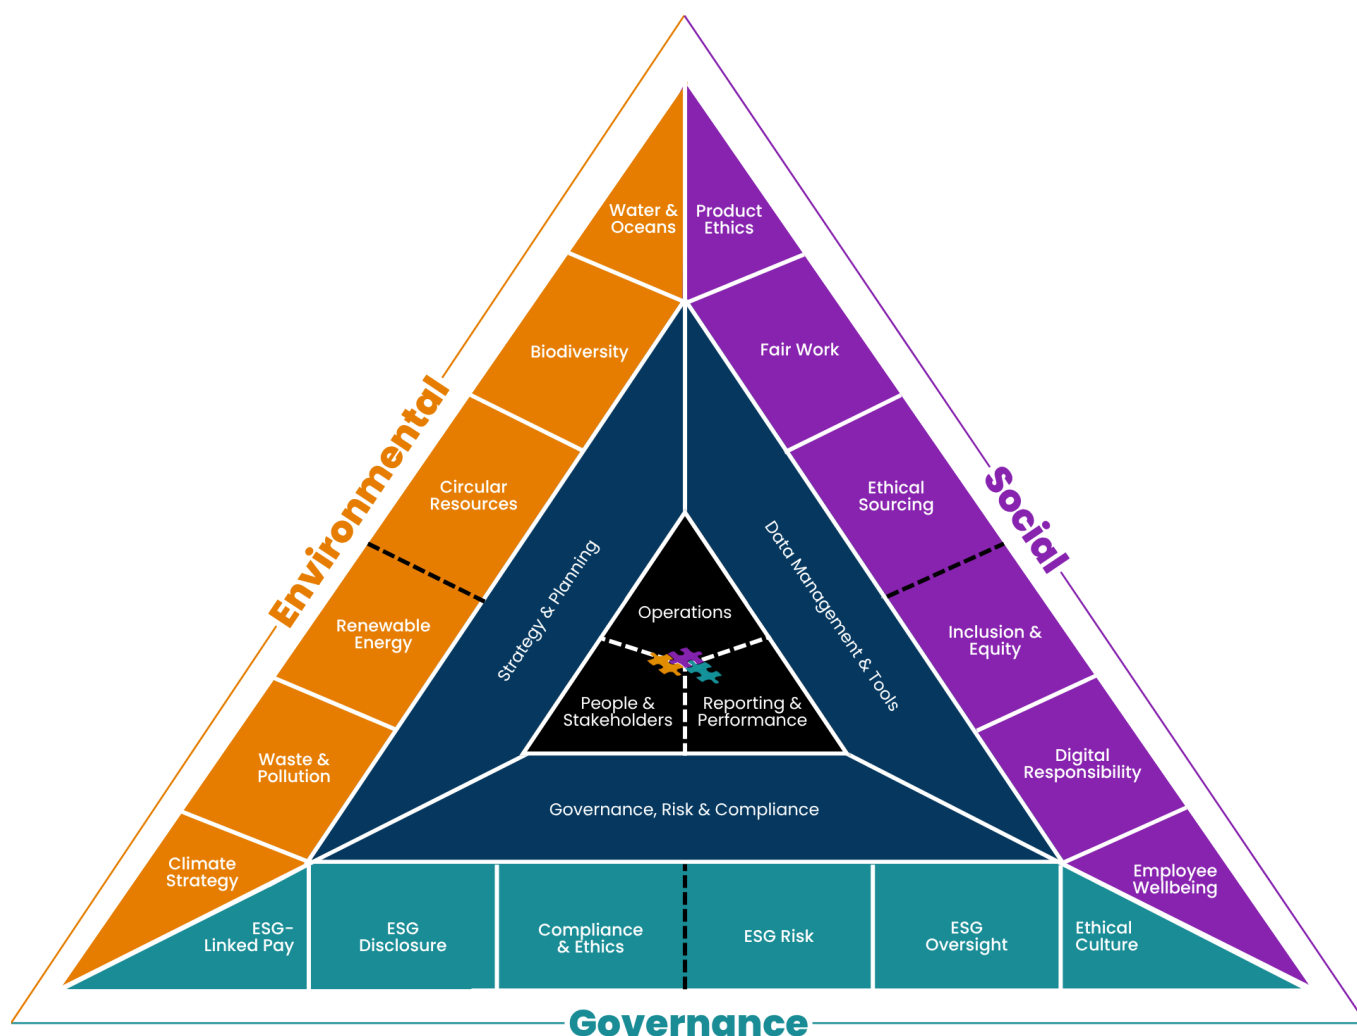 Water &
Oceans
Product
Ethics
Biodiversity
Fair Work
Circular
Resources
Ethical
Sourcing
Environmental
Social
Strategy & Planning
Data Management & Tools
Operations
Renewable
Energy
Inclusion &
Equity
People &
Stakeholders
Reporting &
Performance
Waste &
Pollution
Digital
Responsibility
Governance, Risk & Compliance
Climate
Strategy
Employee
Wellbeing
ESG-
Linked Pay
ESG
Disclosure
Compliance
& Ethics
ESG Risk
ESG
Oversight
Ethical
Culture
Governance